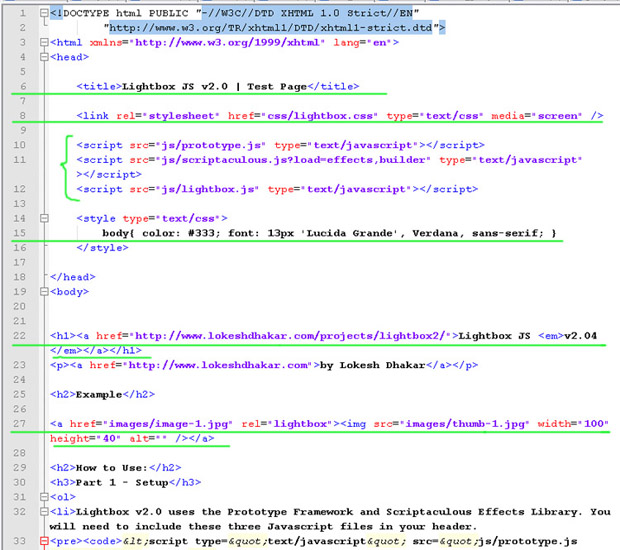 1 <!DOCTYPE html PUBLIC "-//W3C//DTD XHTML 1.0 Strict//EN"
2 "http://www.w3.org/TR/xhtml1/DTD/xhtml1-strict.dtd">
3 <html xmlns="http://www.w3.org/1999/xhtml" lang="en">
4 <head>
5
6 <title>Lightbox JS v2.0 | Test Page</title>
7
8 <link rel="stylesheet" href="css/lightbox.css" type="text/css" media="screen" />
9
10 <script src="js/prototype.js" type="text/javascript"></script>
11 <script src="js/scriptaculous.js?load=effects,builder" type="text/javascript"
></script>
12 <script src="js/lightbox.js" type="text/javascript"></script>
13
14 <style type="text/css">
15 body{ color: #333; font: 13px 'Lucida Grande', Verdana, sans-serif; }
16 </style>
17
18 </head>
19 <body>
20
21
22 <h1><a href="http://www.lokeshdhakar.com/projects/lightbox2/">Lightbox JS <em>v2.04
</em></a></h1>
23 <p><a href="http://www.lokeshdhakar.com">by Lokesh Dhakar</a></p>
24
25 <h2>Example</h2>
26
27 <a href="images/image-1.jpg" rel="lightbox"><img src="images/thumb-1.jpg" width="100"
height="40" alt="" /></a>
28
29 <h2>How to Use:</h2>
30 <h3>Part 1 - Setup</h3>
31 <ol>
32 <li>Lightbox v2.0 uses the Prototype Framework and Scriptaculous Effects Library. You
will need to include these three Javascript files in your header.
33 <pre><code>&lt;script type=&quot;text/javascript&quot; src=&quot;js/prototype.js